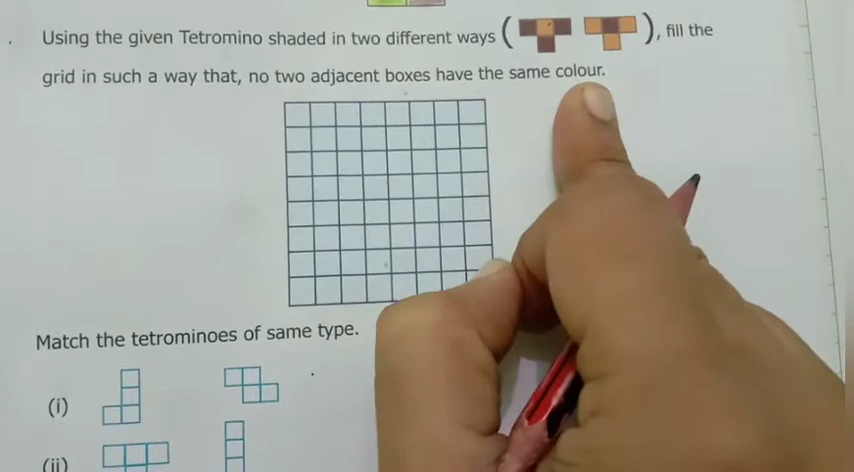 Using the given Tetromino shaded in two different ways ( ), fill the
grid in such a way that, no two adjacent boxes have the same colour.
Match the tetrominoes of same type.
(i)
(ii)